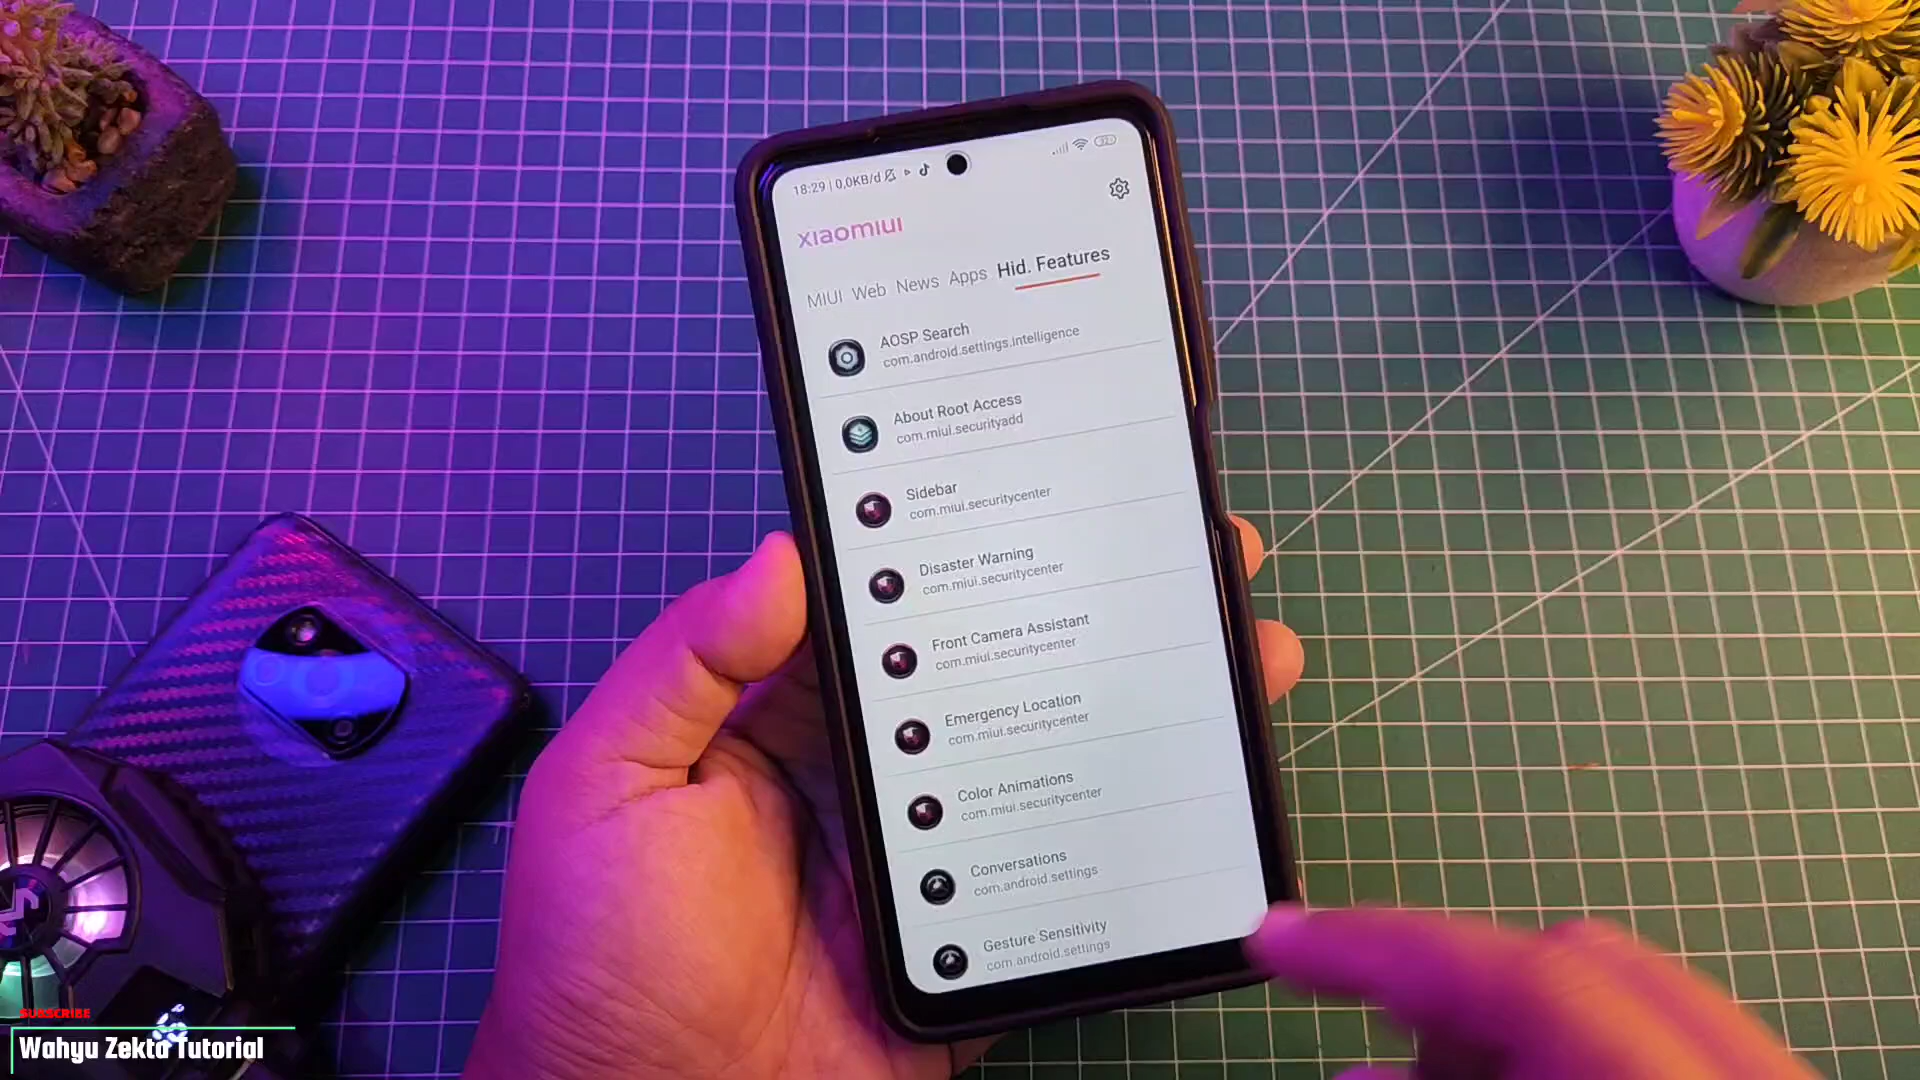 18:29 | 0,0KB/d
32
xiaomiui
MIUI Web News Apps Hid. Features
AOSP Search
com.android.settings.intelligence
About Root Access
com.miui.securityadd
Sidebar
com.miui.securitycenter
Disaster Warning
com.miui.securitycenter
Front Camera Assistant
com.miui.securitycenter
Emergency Location
com.miui.securitycenter
Color Animations
com.miui.securitycenter
Conversations
com.android.settings
Gesture Sensitivity
com.android.settings
SUBSCRIBE
Wahyu Zekta Tutorial